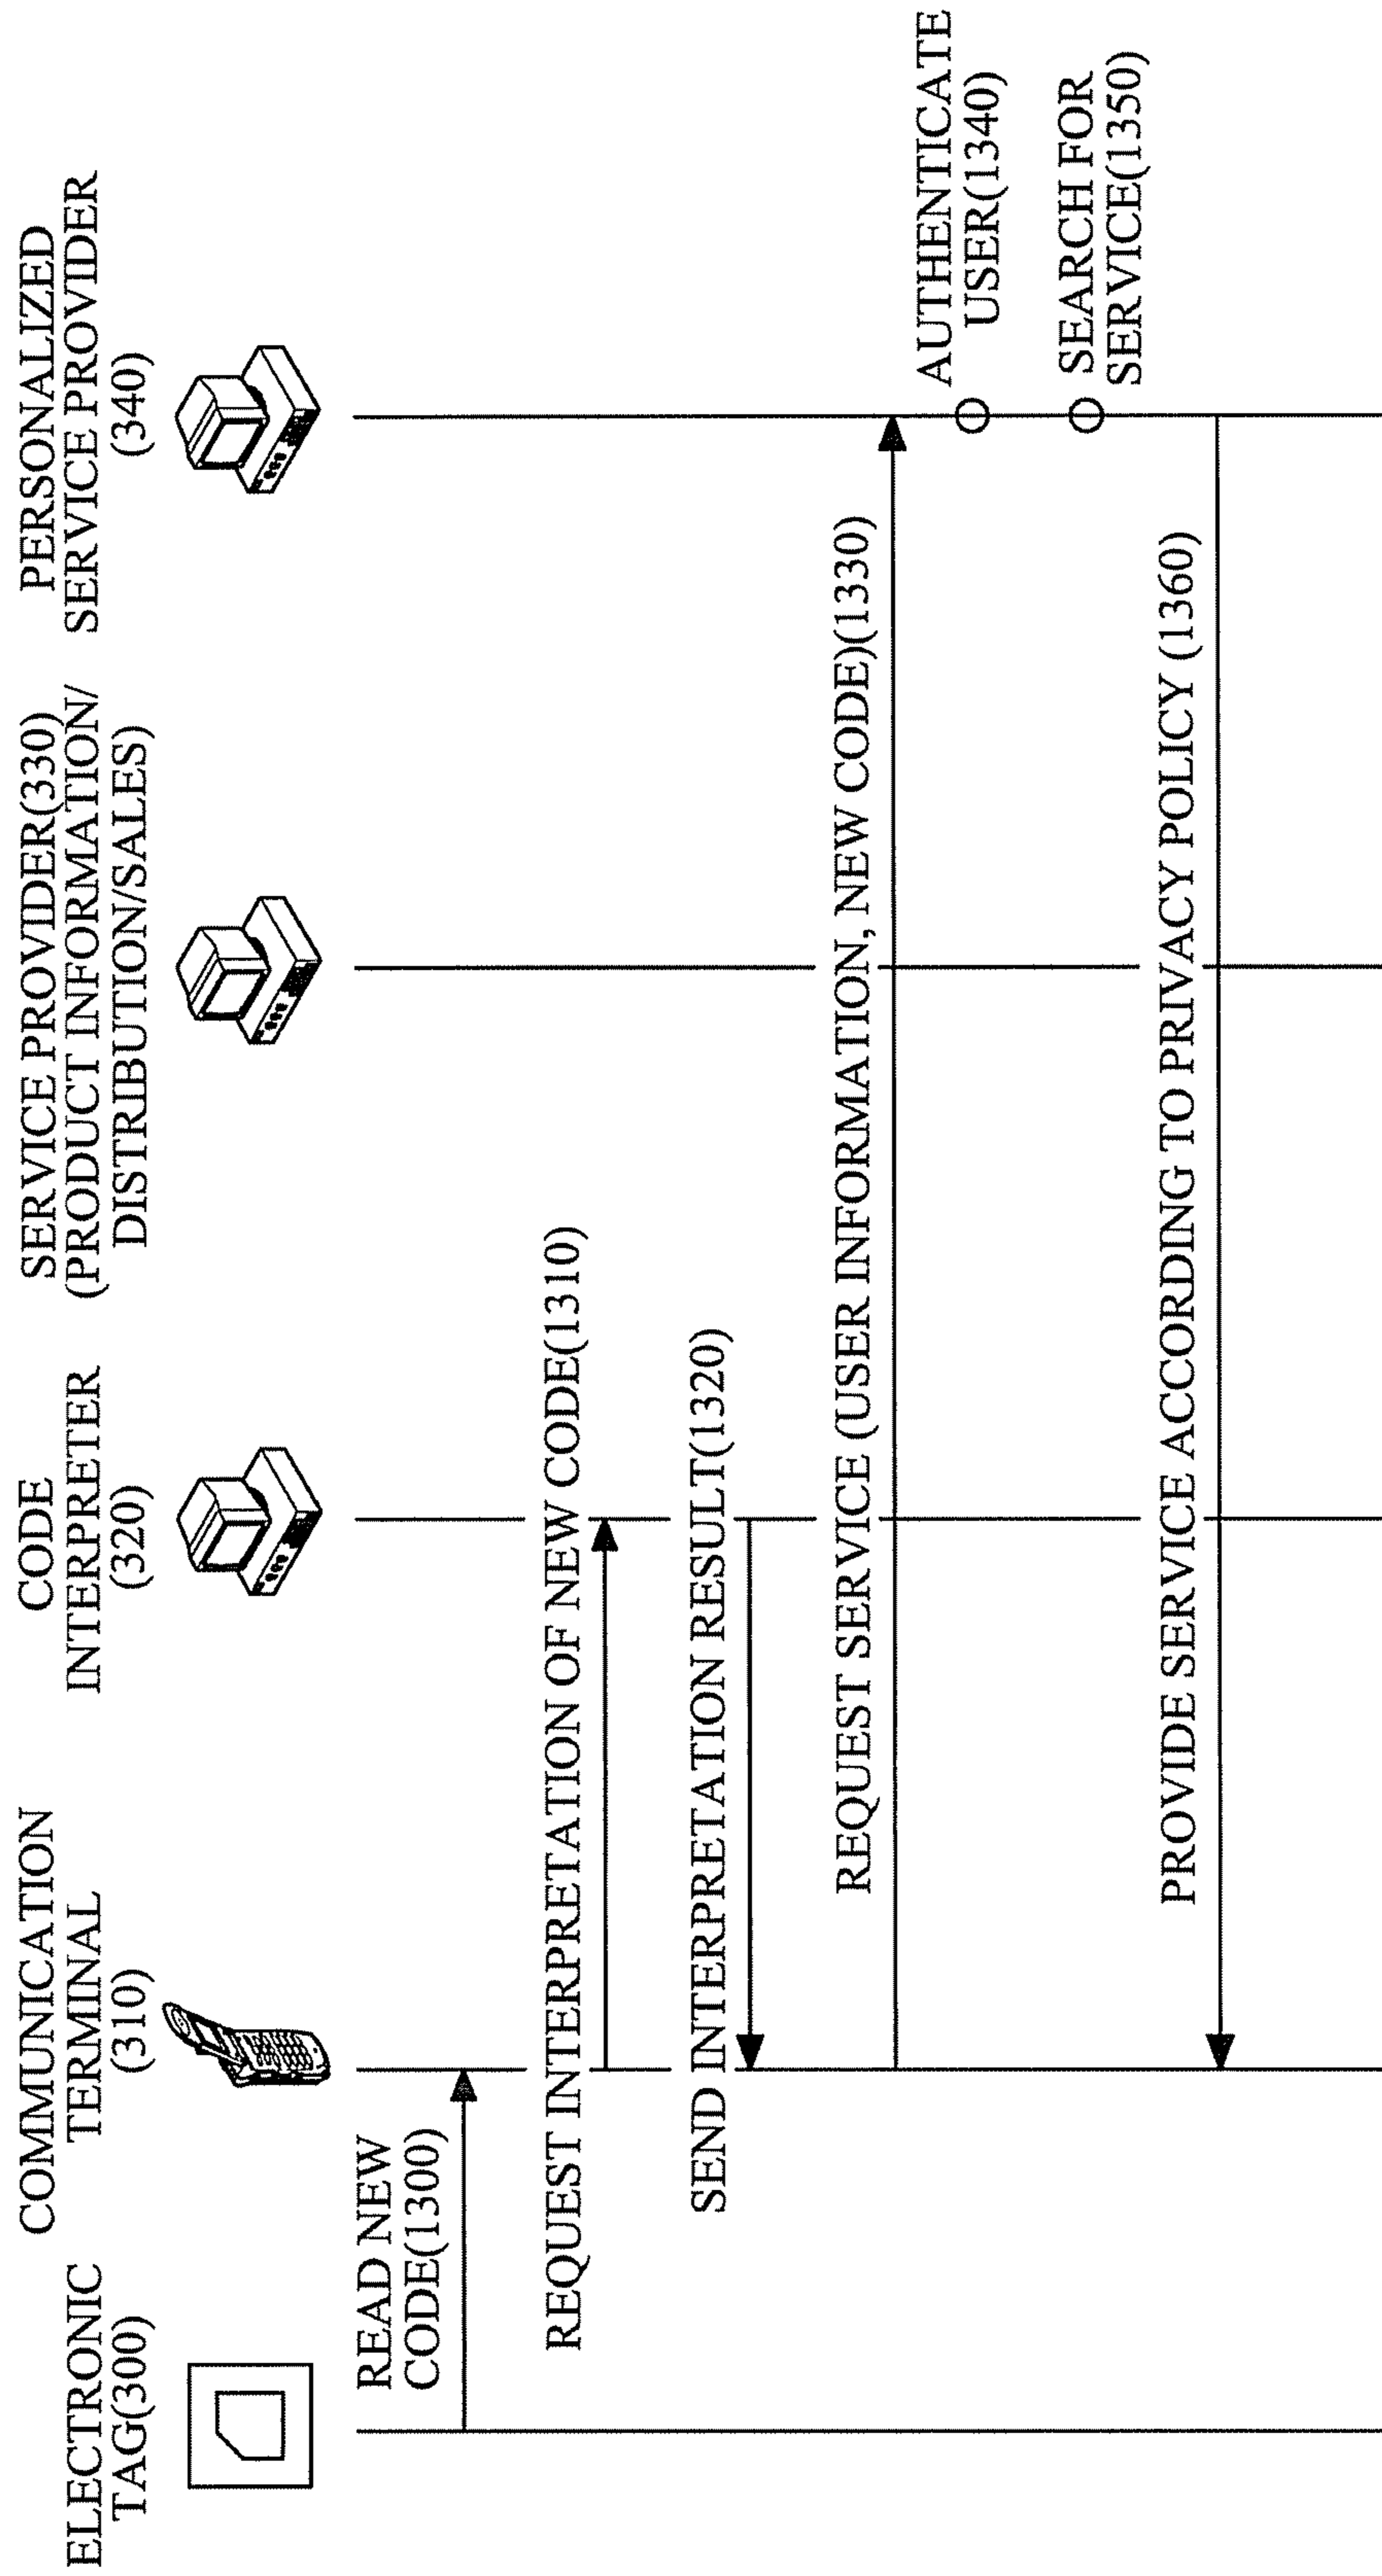 ELECTRONIC
TAG(300)
COMMUNICATION
TERMINAL
(310)
CODE
INTERPRETER
(320)
SERVICE PROVIDER(330)
(PRODUCT INFORMATION/
DISTRIBUTION/SALES)
PERSONALIZED
SERVICE PROVIDER
(340)
READ NEW
CODE(1300)
REQUEST INTERPRETATION OF NEW CODE(1310)
SEND INTERPRETATION RESULT(1320)
REQUEST SERVICE (USER INFORMATION, NEW CODE)(1330)
AUTHENTICATE
USER(1340)
SEARCH FOR
SERVICE(1350)
PROVIDE SERVICE ACCORDING TO PRIVACY POLICY (1360)